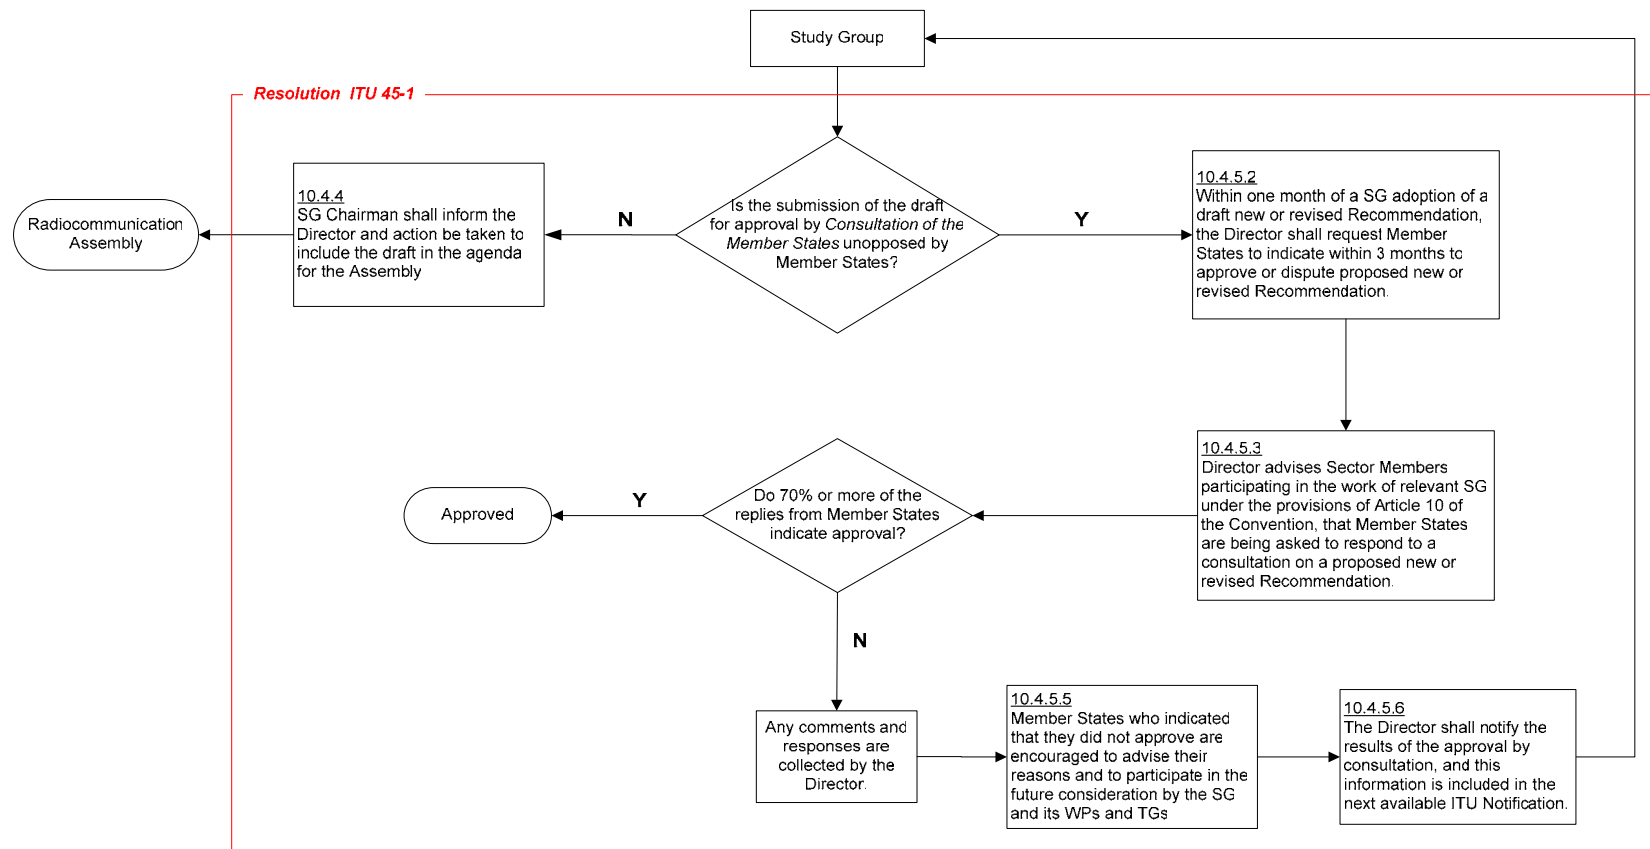 Study Group
Resolution ITU 45-1
10.4.4
SG Chairman shall inform the
Director and action be taken to
include the draft in the agenda
for the Assembly
Radiocommunication
Assembly
N
Is the submission of the draft
for approval by Consultation of the
Member States unopposed by
Member States?
Y
10.4.5.2
Within one month of a SG adoption of a
draft new or revised Recommendation,
the Director shall request Member
States to indicate within 3 months to
approve or dispute proposed new or
revised Recommendation.
10.4.5.3
Director advises Sector Members
participating in the work of relevant SG
under the provisions of Article 10 of
the Convention, that Member States
are being asked to respond to a
consultation on a proposed new or
revised Recommendation.
Do 70% or more of the
replies from Member States
indicate approval?
Y
Approved
N
Any comments and
responses are
collected by the
Director.
10.4.5.5
Member States who indicated
that they did not approve are
encouraged to advise their
reasons and to participate in the
future consideration by the SG
and its WPs and TGs
10.4.5.6
The Director shall notify the
results of the approval by
consultation, and this
information is included in the
next available ITU Notification.